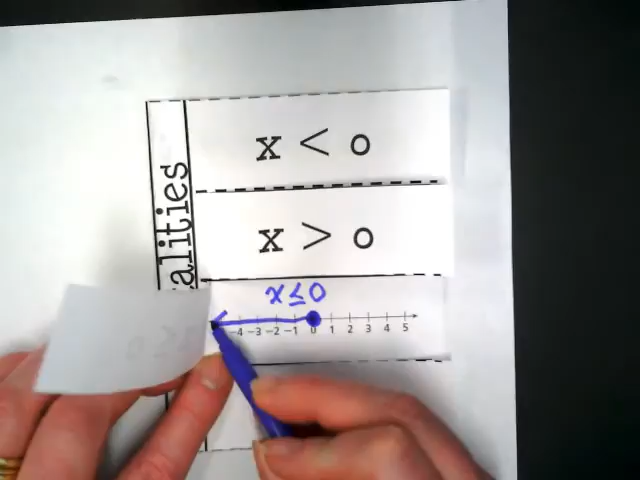 x < o
x > o
alities
x ≤ 0
-4 -3 -2 -1 0 1 2 3 4 5